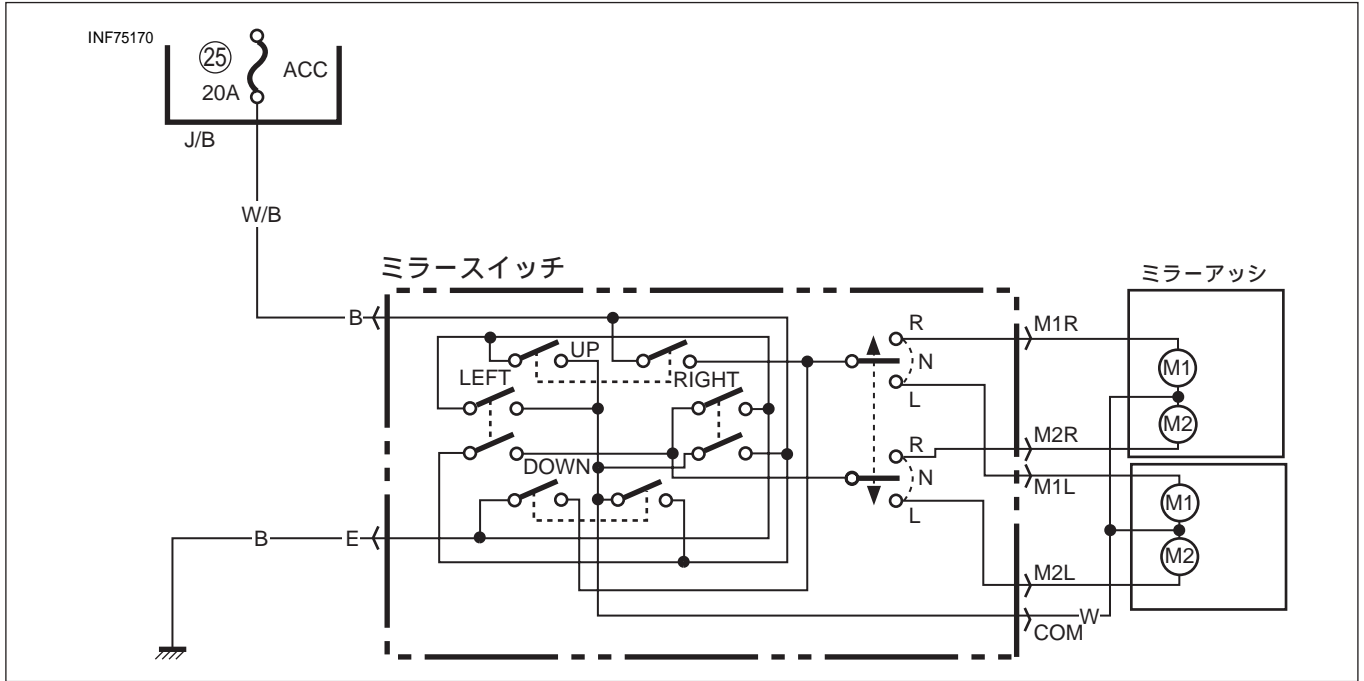 INF75170
25
20A
ACC
J/B
W/B
ミラースイッチ
ミラーアッシ
B
R
N
L
M1R
UP
LEFT
RIGHT
M1
M2
R
N
L
M2R
M1L
DOWN
M1
M2
B
E
M2L
W
COM